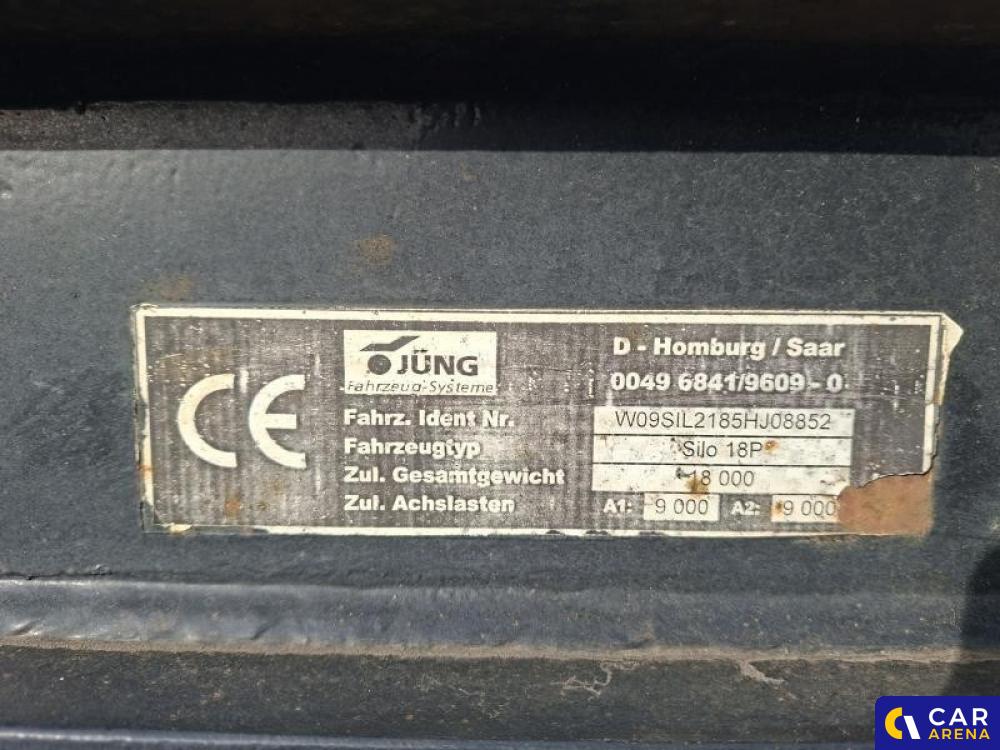 CE
JÜNG
Fahrzeug-Systeme
D - Homburg / Saar
0049 6841/9609 - 0
Fahrz. Ident Nr. W09SIL2185HJ08852
Fahrzeugtyp Silo 18P
Zul. Gesamtgewicht 18 000
Zul. Achslasten A1: 9 000 A2: 9 000
CAR
ARENA